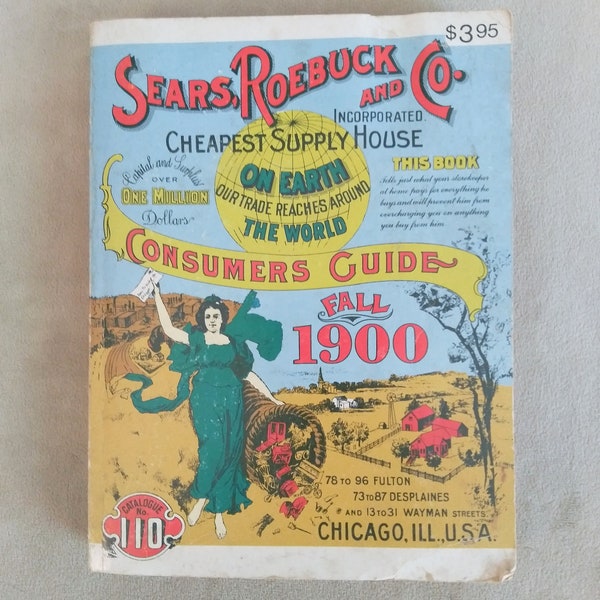 $3.95
SEARS, ROEBUCK AND CO.
INCORPORATED.
CHEAPEST SUPPLY HOUSE
ON EARTH
OUR TRADE REACHES AROUND
THE WORLD
Capital and Surplus
OVER
ONE MILLION
Dollars
THIS BOOK
Tells just what your storekeeper
at home pays for everything he
buys and will prevent him from
overcharging you on anything
you buy from him.
CONSUMERS GUIDE
FALL
1900
78 TO 96 FULTON
73 TO 87 DESPLAINES
AND 13 TO 31 WAYMAN STREETS.
CHICAGO, ILL., U.S.A.
CATALOGUE
No.
110